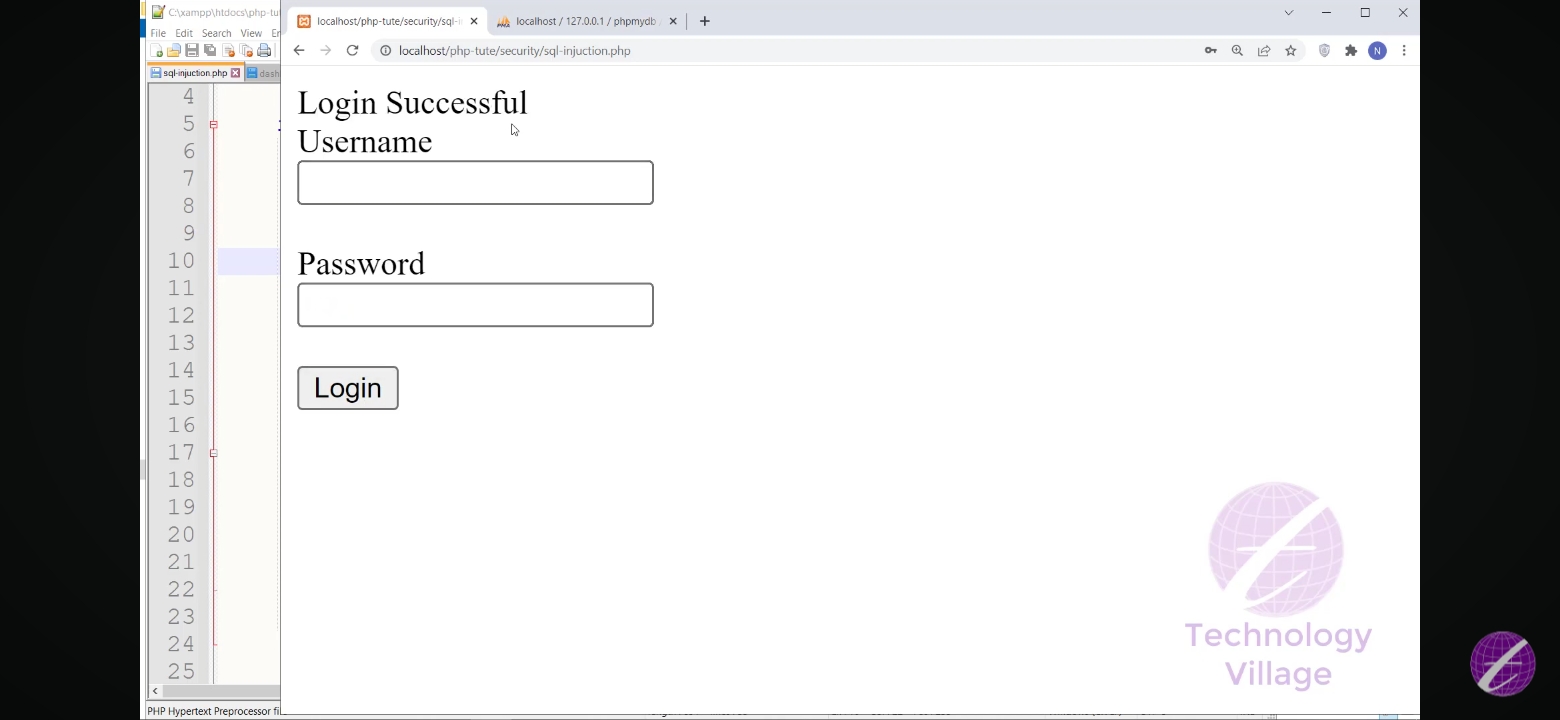 C:\xampp\htdocs\php-tu
File Edit Search View
sql-injuction.php
dash
4
5
6
7
8
9
10
11
12
13
14
15
16
17
18
19
20
21
22
23
24
25
PHP Hypertext Preprocessor
localhost/php-tute/security/sql-i
localhost / 127.0.0.1 / phpmydb
localhost/php-tute/security/sql-injuction.php
N
Login Successful
Username
Password
Login
Technology
Village